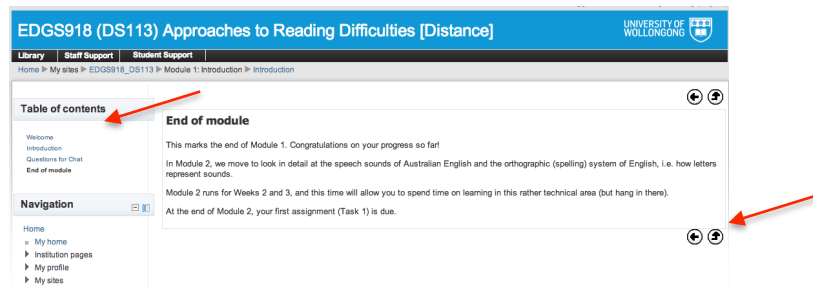 EDGS918 (DS113) Approaches to Reading Difficulties [Distance]
UNIVERSITY OF
WOLLONGONG
Library Staff Support Student Support
Home My sites EDGS918_DS113 Module 1: Introduction Introduction
Table of contents
Welcome
Introduction
Questions for Chat
End of module
Navigation
Home
My home
Institution pages
My profile
My sites
End of module
This marks the end of Module 1. Congratulations on your progress so far!
In Module 2, we move to look in detail at the speech sounds of Australian English and the orthographic (spelling) system of English, i.e. how letters
represent sounds.
Module 2 runs for Weeks 2 and 3, and this time will allow you to spend time on learning in this rather technical area (but hang in there).
At the end of Module 2, your first assignment (Task 1) is due.